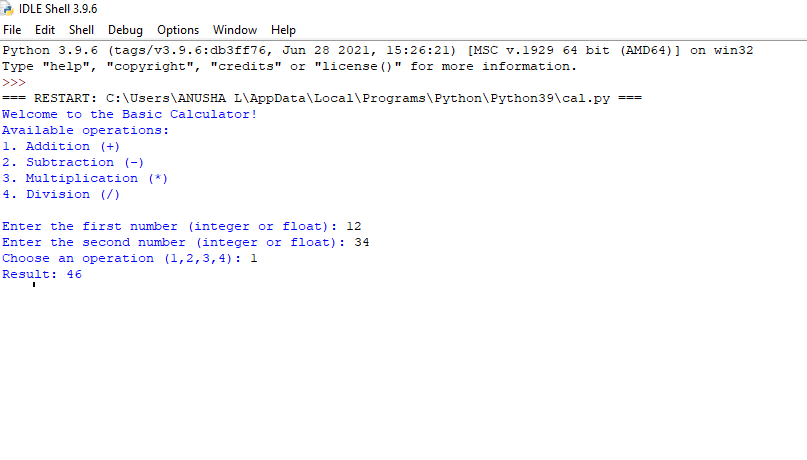 IDLE Shell 3.9.6
File Edit Shell Debug Options Window Help
Python 3.9.6 (tags/v3.9.6:db3ff76, Jun 28 2021, 15:26:21) [MSC v.1929 64 bit (AMD64)] on win32
Type "help", "copyright", "credits" or "license()" for more information.
>>>
=== RESTART: C:\Users\ANUSHA L\AppData\Local\Programs\Python\Python39\cal.py ===
Welcome to the Basic Calculator!
Available operations:
1. Addition (+)
2. Subtraction (-)
3. Multiplication (*)
4. Division (/)
Enter the first number (integer or float): 12
Enter the second number (integer or float): 34
Choose an operation (1,2,3,4): 1
Result: 46